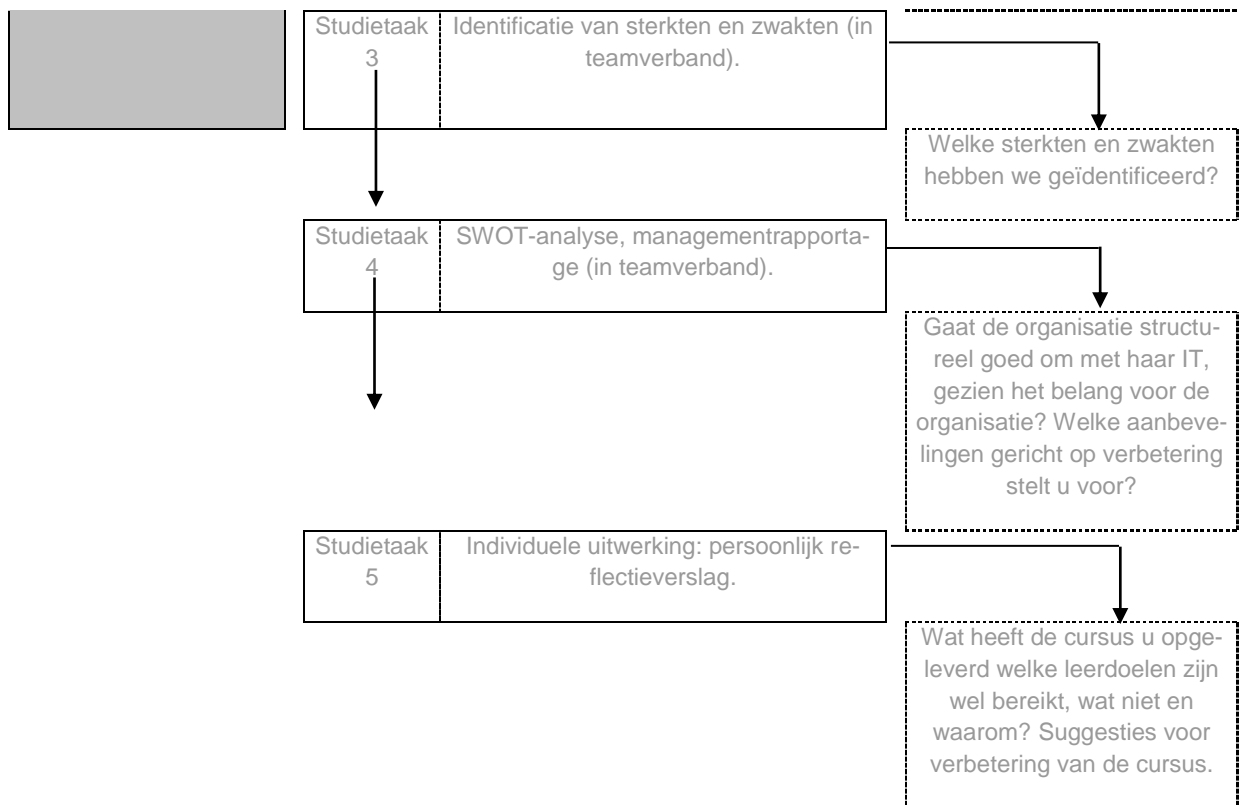 Studietaak
3
Identificatie van sterkten en zwakten (in
teamverband).
Welke sterkten en zwakten
hebben we geïdentificeerd?
Studietaak
4
SWOT-analyse, managementrapporta-
ge (in teamverband).
Gaat de organisatie structu-
reel goed om met haar IT,
gezien het belang voor de
organisatie? Welke aanbeve-
lingen gericht op verbetering
stelt u voor?
Studietaak
5
Individuele uitwerking: persoonlijk re-
flectieverslag.
Wat heeft de cursus u opge-
leverd welke leerdoelen zijn
wel bereikt, wat niet en
waarom? Suggesties voor
verbetering van de cursus.